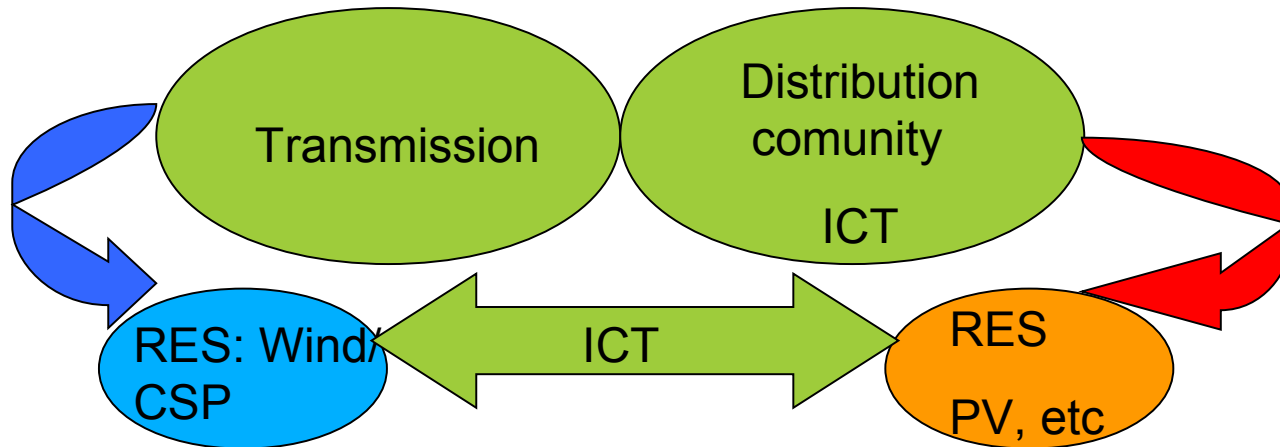 Transmission
Distribution
comunity
ICT
RES: Wind/
CSP
ICT
RES
PV, etc